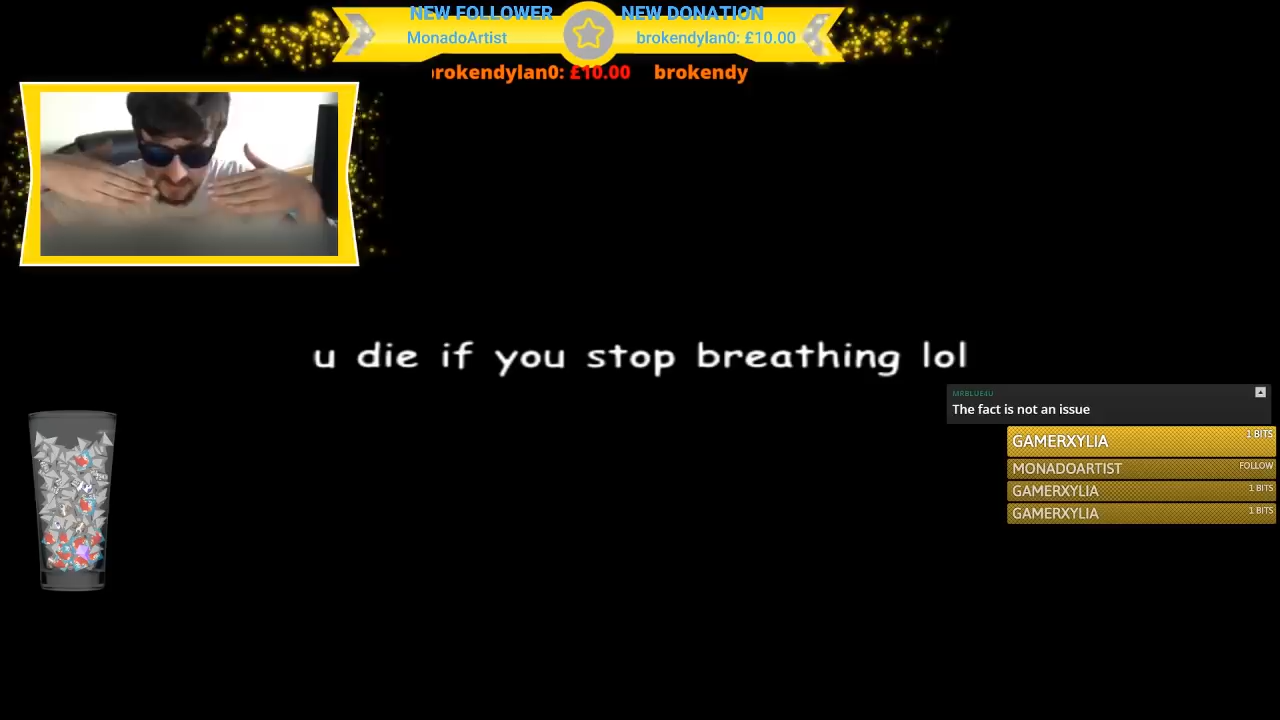 NEW FOLLOWER
NEW DONATION
MonadoArtist
brokendylan0: £10.00
rokendylan0: £10.00 brokendy
u die if you stop breathing lol
MRBLUE4U
The fact is not an issue
GAMERXYLIA 1 BITS
MONADOARTIST FOLLOW
GAMERXYLIA 1 BITS
GAMERXYLIA 1 BITS